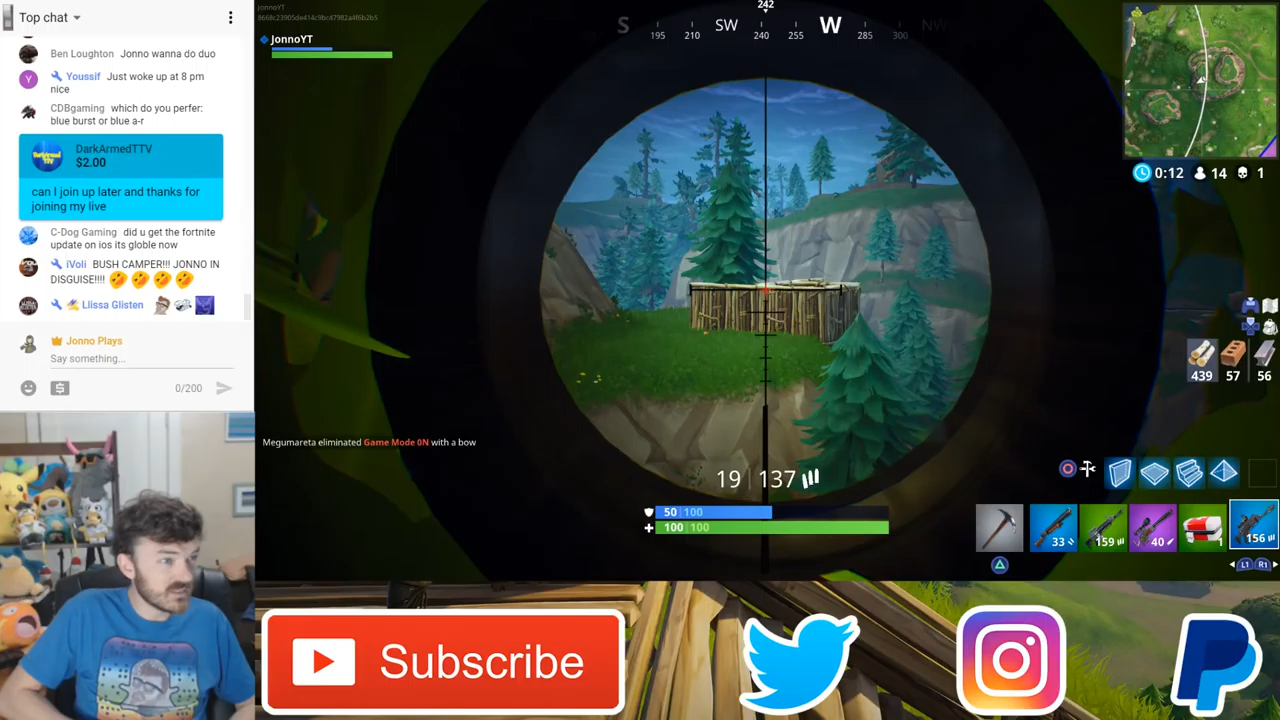 Top chat
Ben Loughton Jonno wanna do duo
Youssif Just woke up at 8 pm
nice
CDBgaming which do you perfer:
blue burst or blue a-r
DarkArmedTTV
$2.00
can I join up later and thanks for
joining my live
C-Dog Gaming did u get the fortnite
update on ios its globle now
iVoli BUSH CAMPER!!! JONNO IN
DISGUISE!!!!
Llissa Glisten
Jonno Plays
Say something...
0/200
JonnoYT
8668c23905de414c9bc47982a4f6b2b5
JonnoYT
242
S SW W NW
195 210 240 255 285 300
0:12 14 1
439 57 56
Megumareta eliminated Game Mode 0N with a bow
19 137
50 100
100 100
33 159 40 1 156
L1 R1
Subscribe